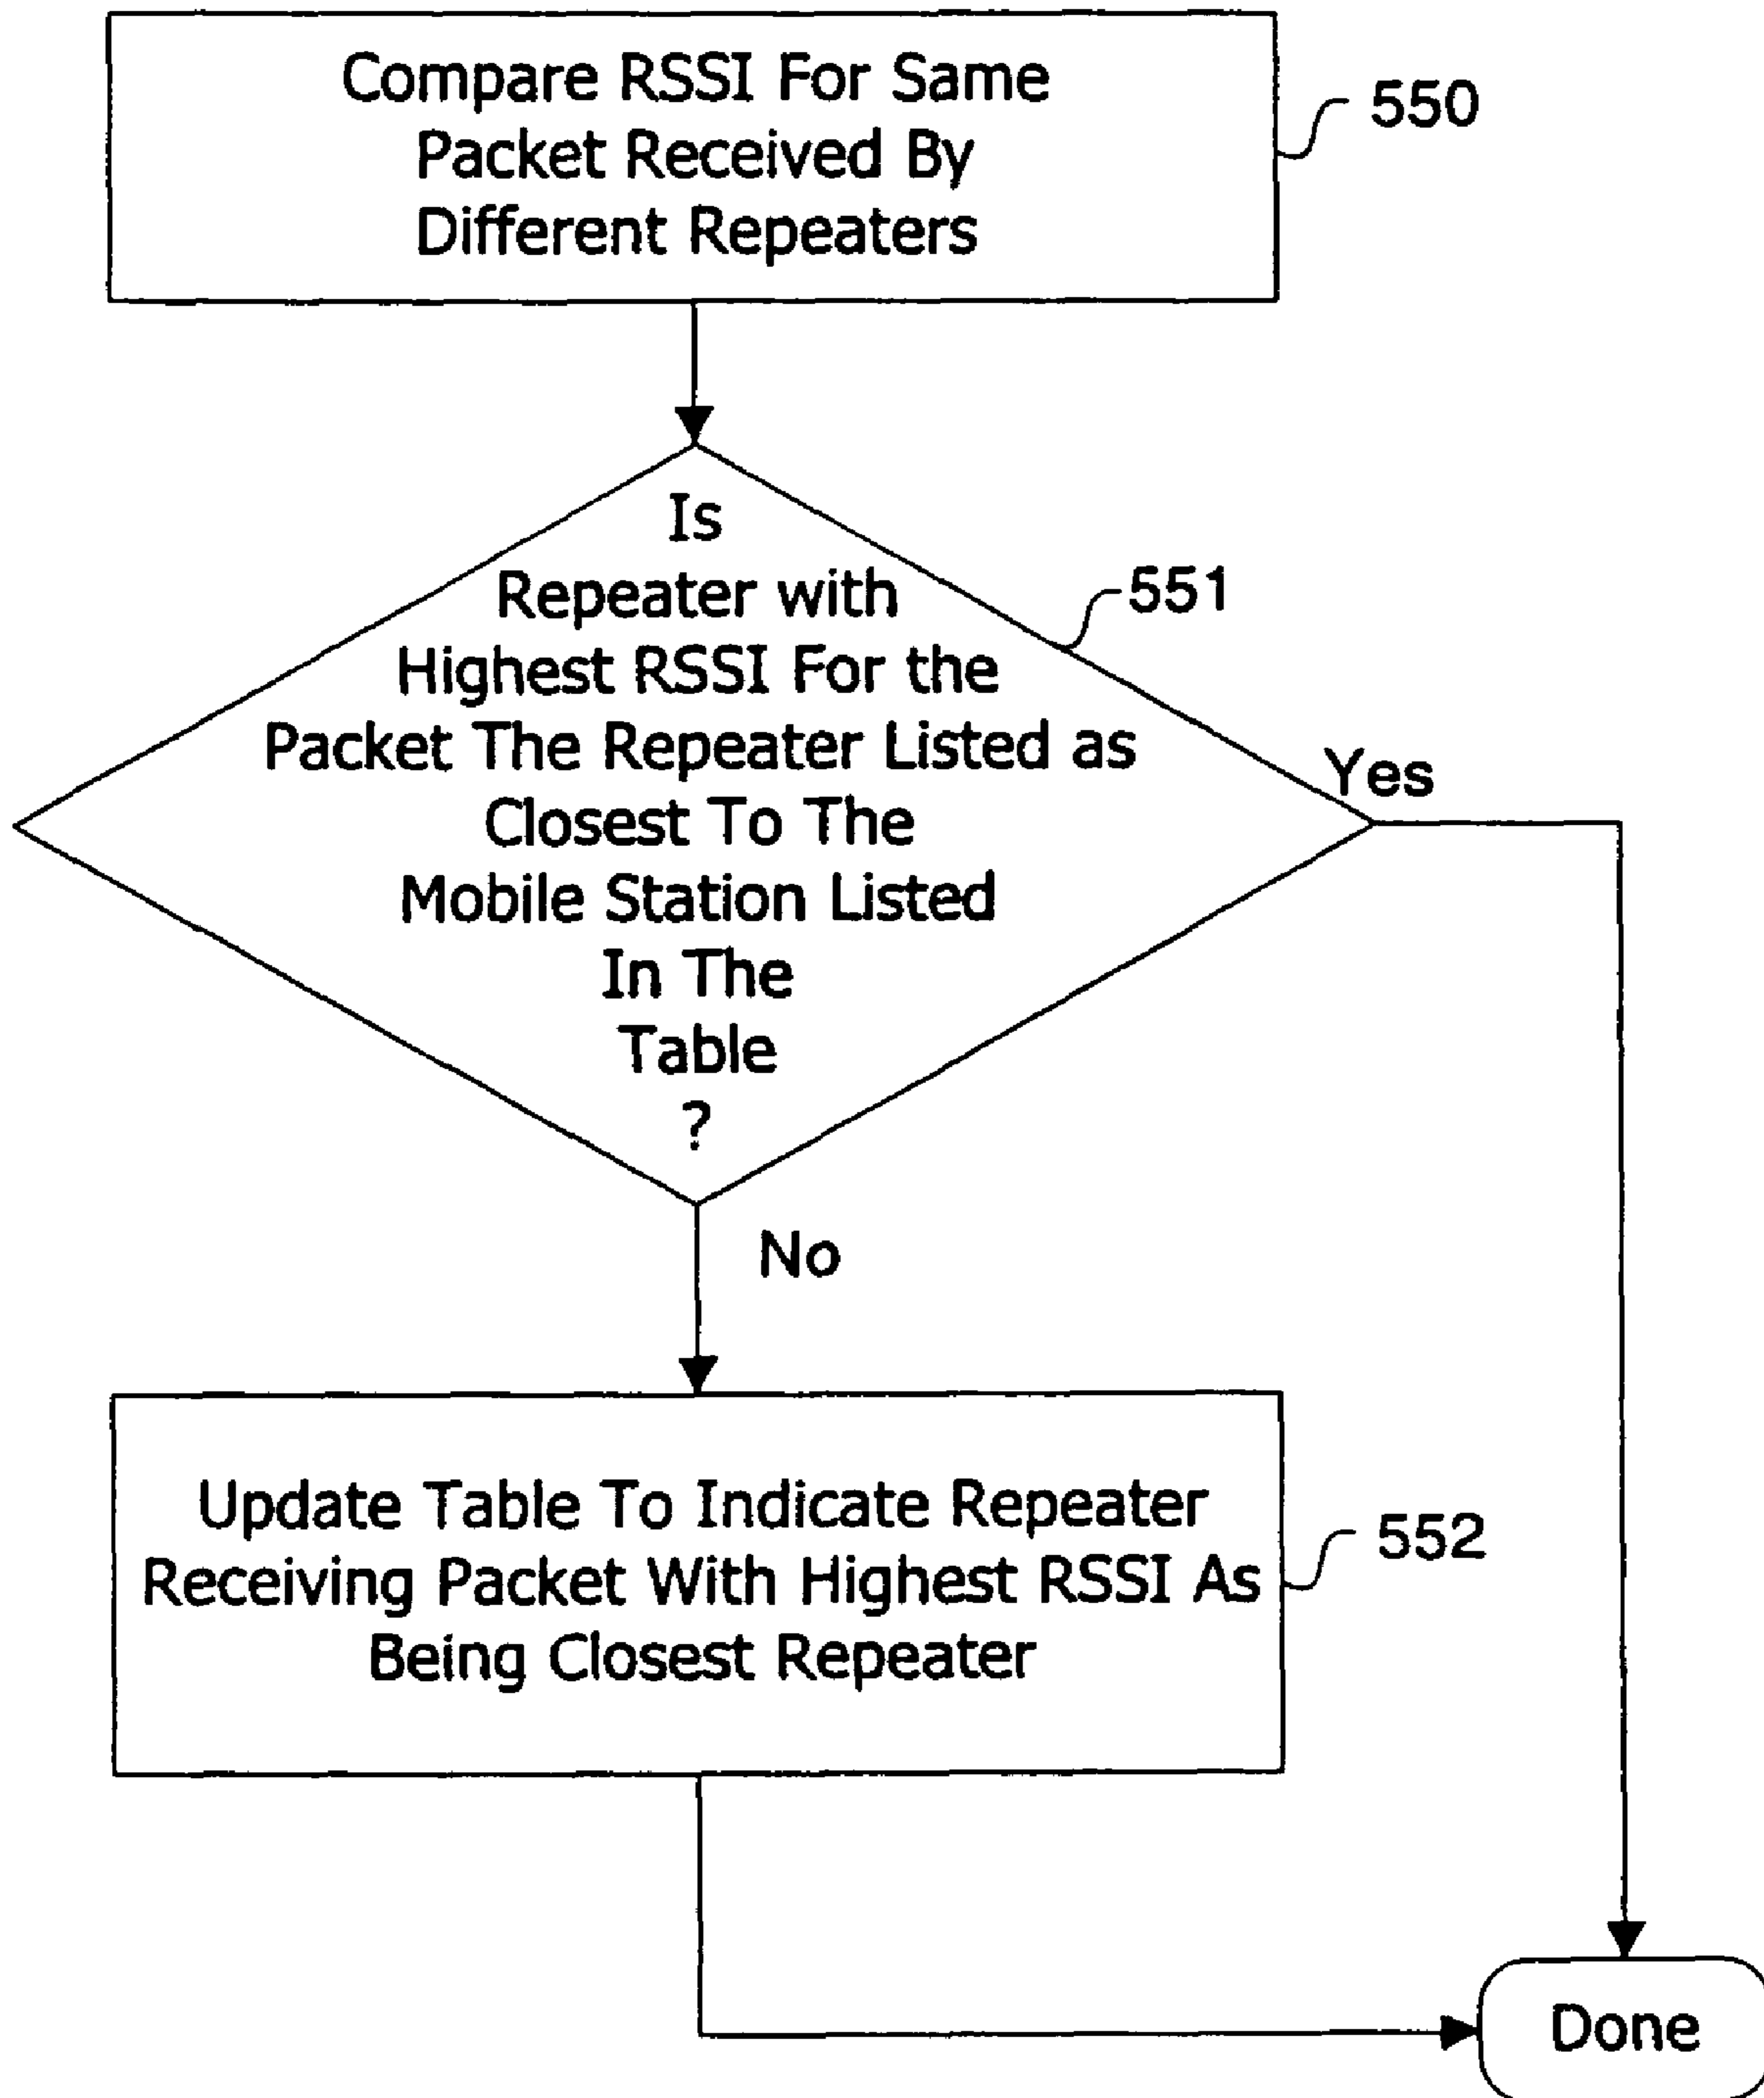 Compare RSSI For Same
Packet Received By
Different Repeaters
550
Is
Repeater with
Highest RSSI For the
Packet The Repeater Listed as
Closest To The
Mobile Station Listed
In The
Table
?
551
Yes
No
Update Table To Indicate Repeater
Receiving Packet With Highest RSSI As
Being Closest Repeater
552
Done